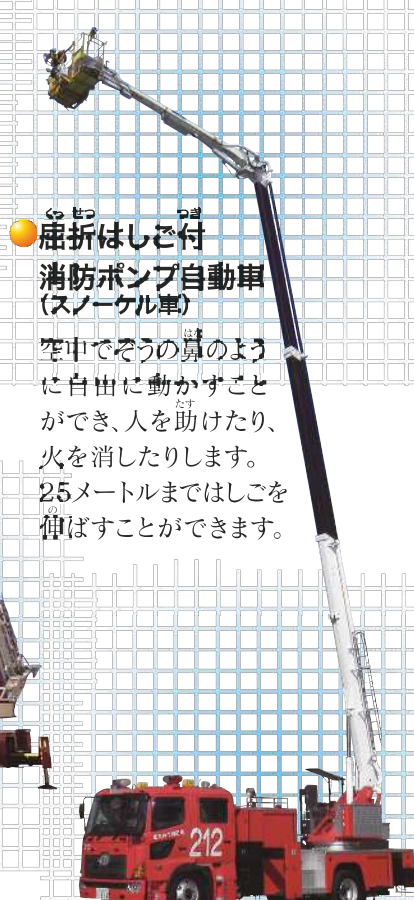 屈折はしご付
消防ポンプ自動車
（スノーケル車）
空中でぞうの鼻のよう
に自由に動かすこと
ができ、人を助けたり、
火を消したりします。
25メートルまではしごを
伸ばすことができます。
212